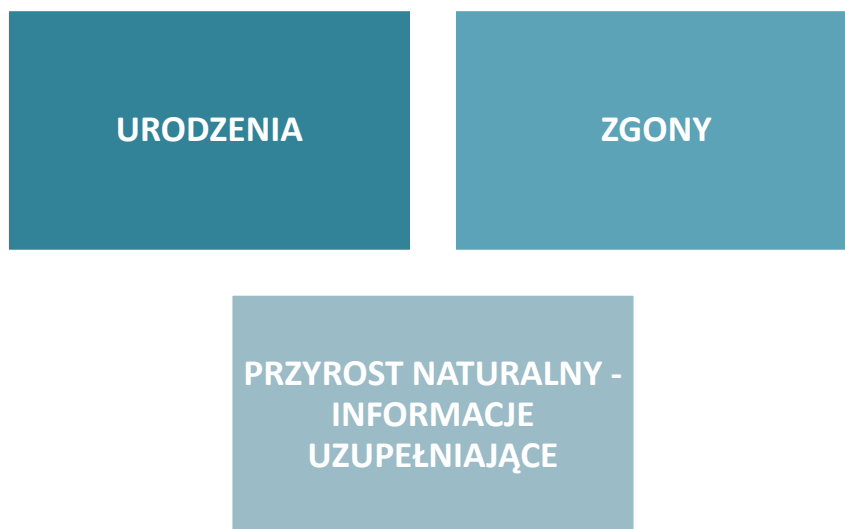 URODZENIA
ZGONY
PRZYROST NATURALNY -
INFORMACJE
UZUPEŁNIAJĄCE